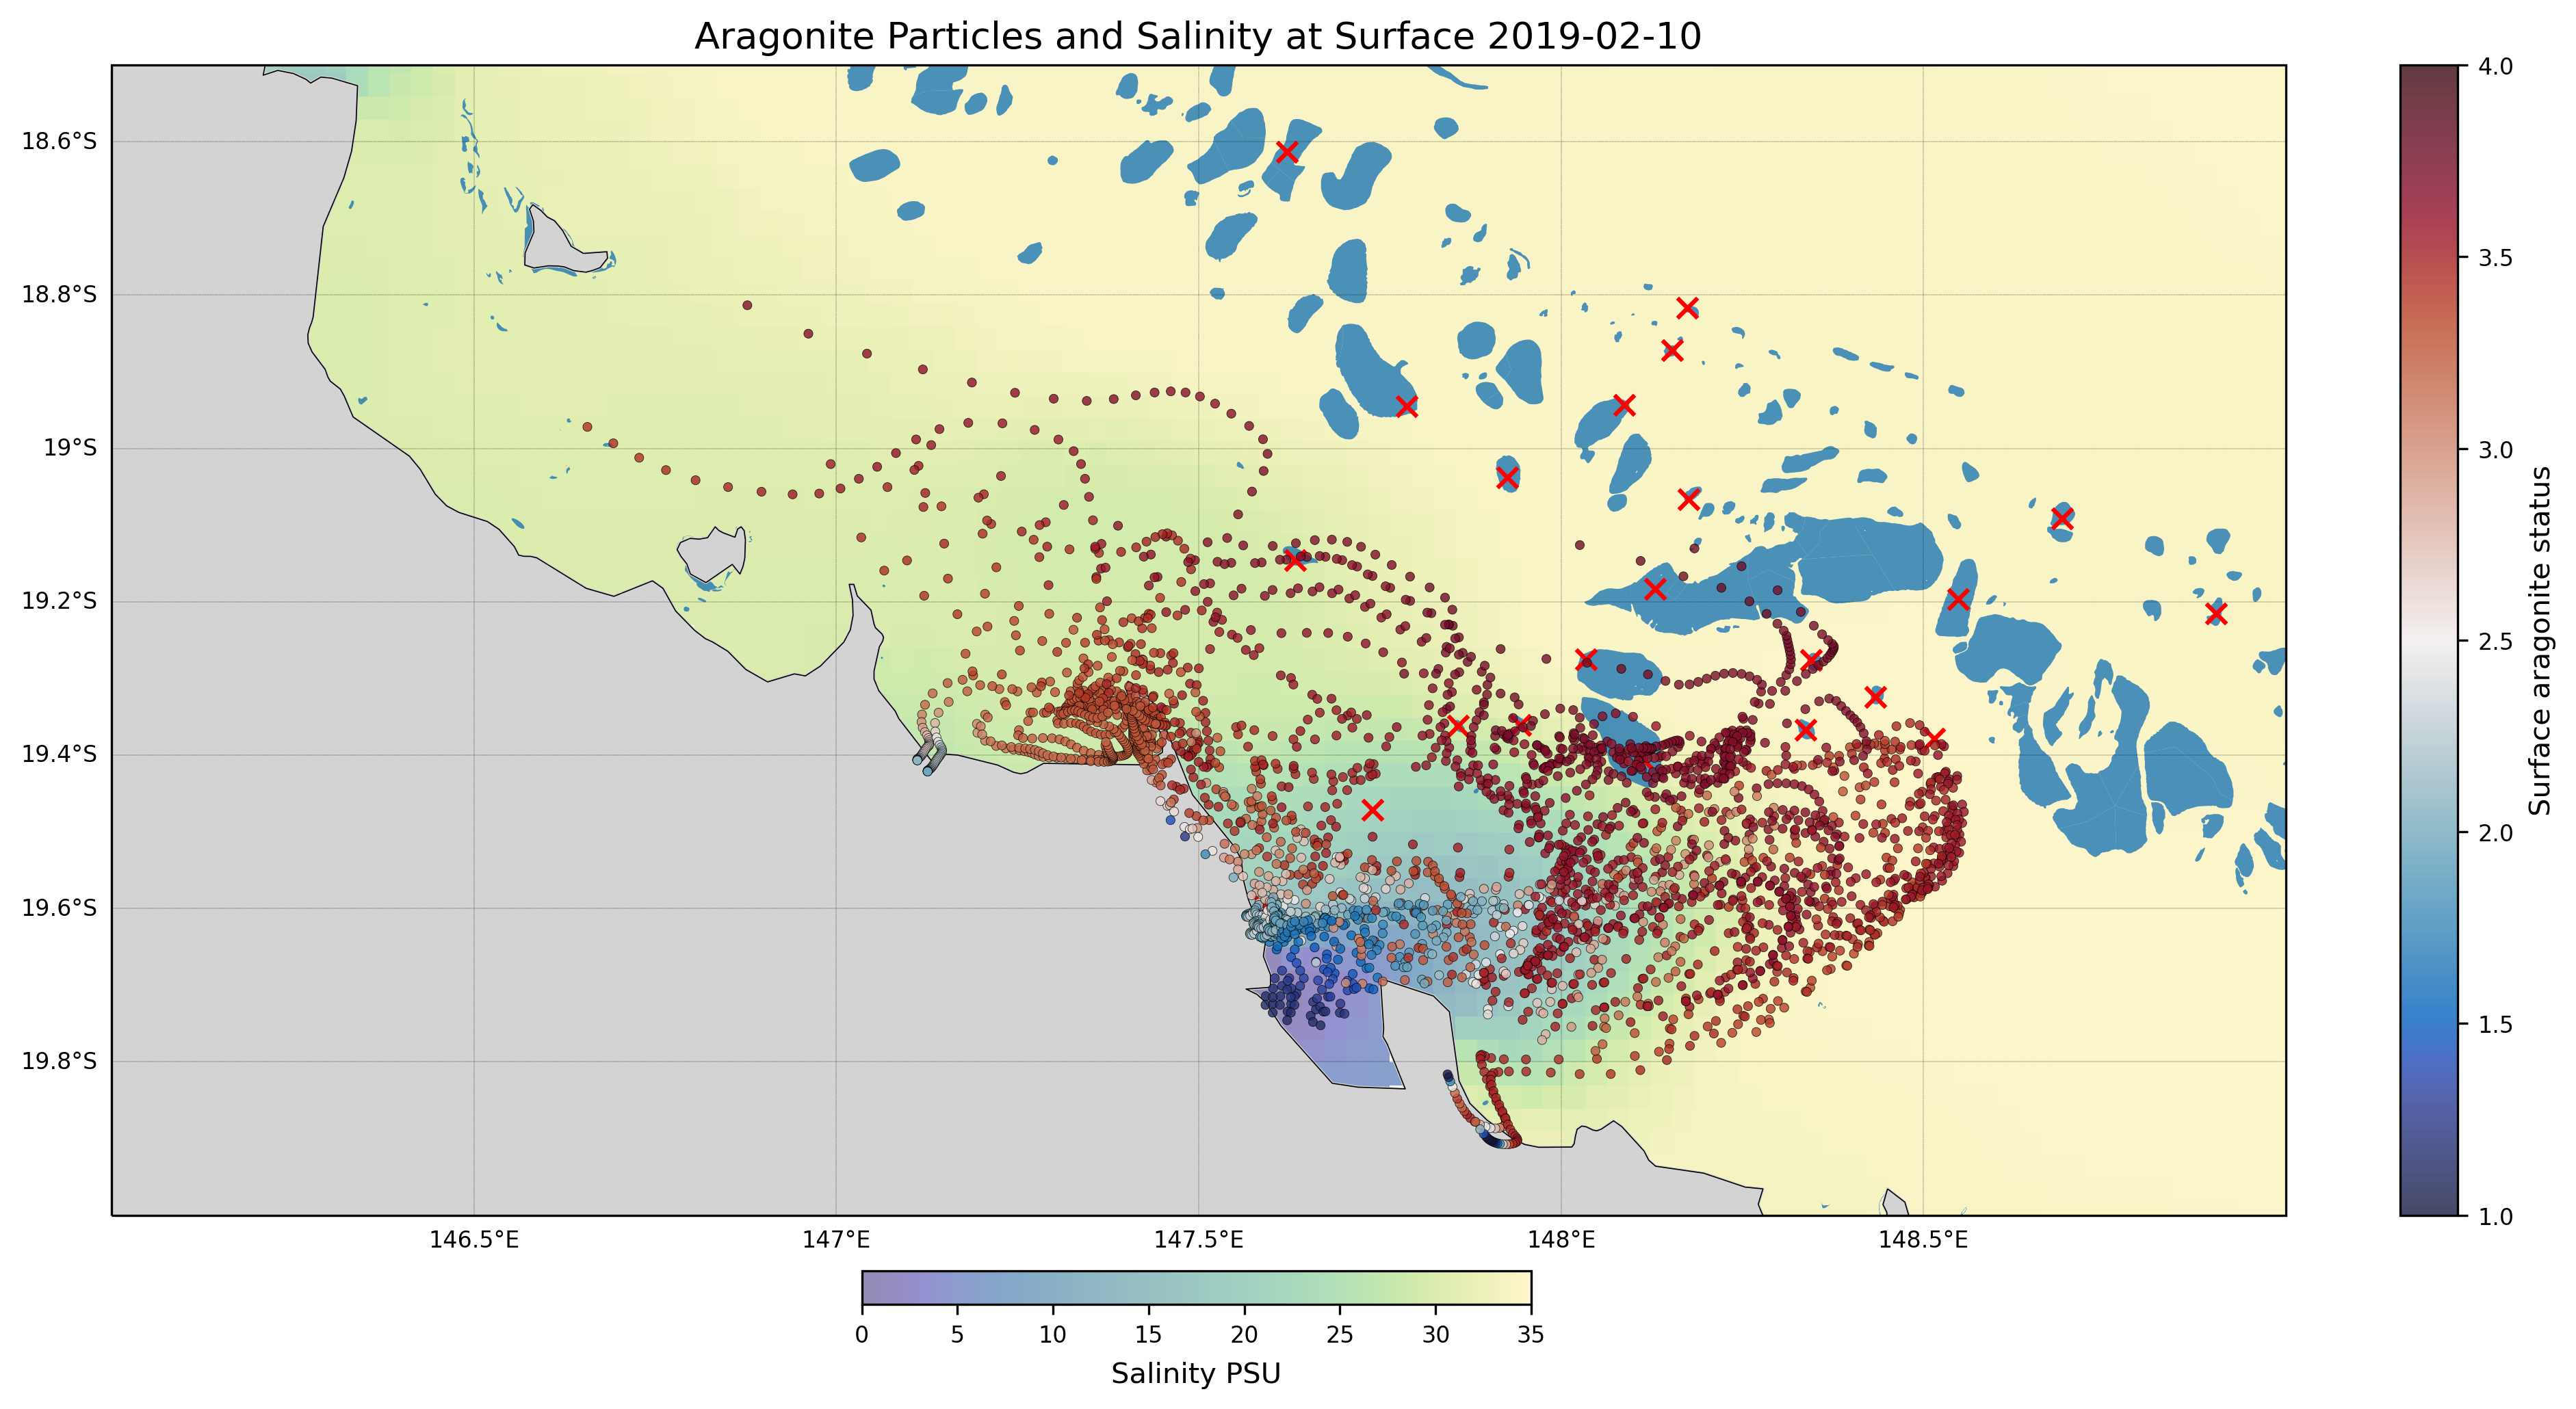 Aragonite Particles and Salinity at Surface 2019-02-10
18.6°S
18.8°S
19°S
19.2°S
19.4°S
19.6°S
19.8°S
146.5°E
147°E
147.5°E
148°E
148.5°E
0
5
10
15
20
25
30
35
Salinity PSU
4.0
3.5
3.0
2.5
2.0
1.5
1.0
Surface aragonite status